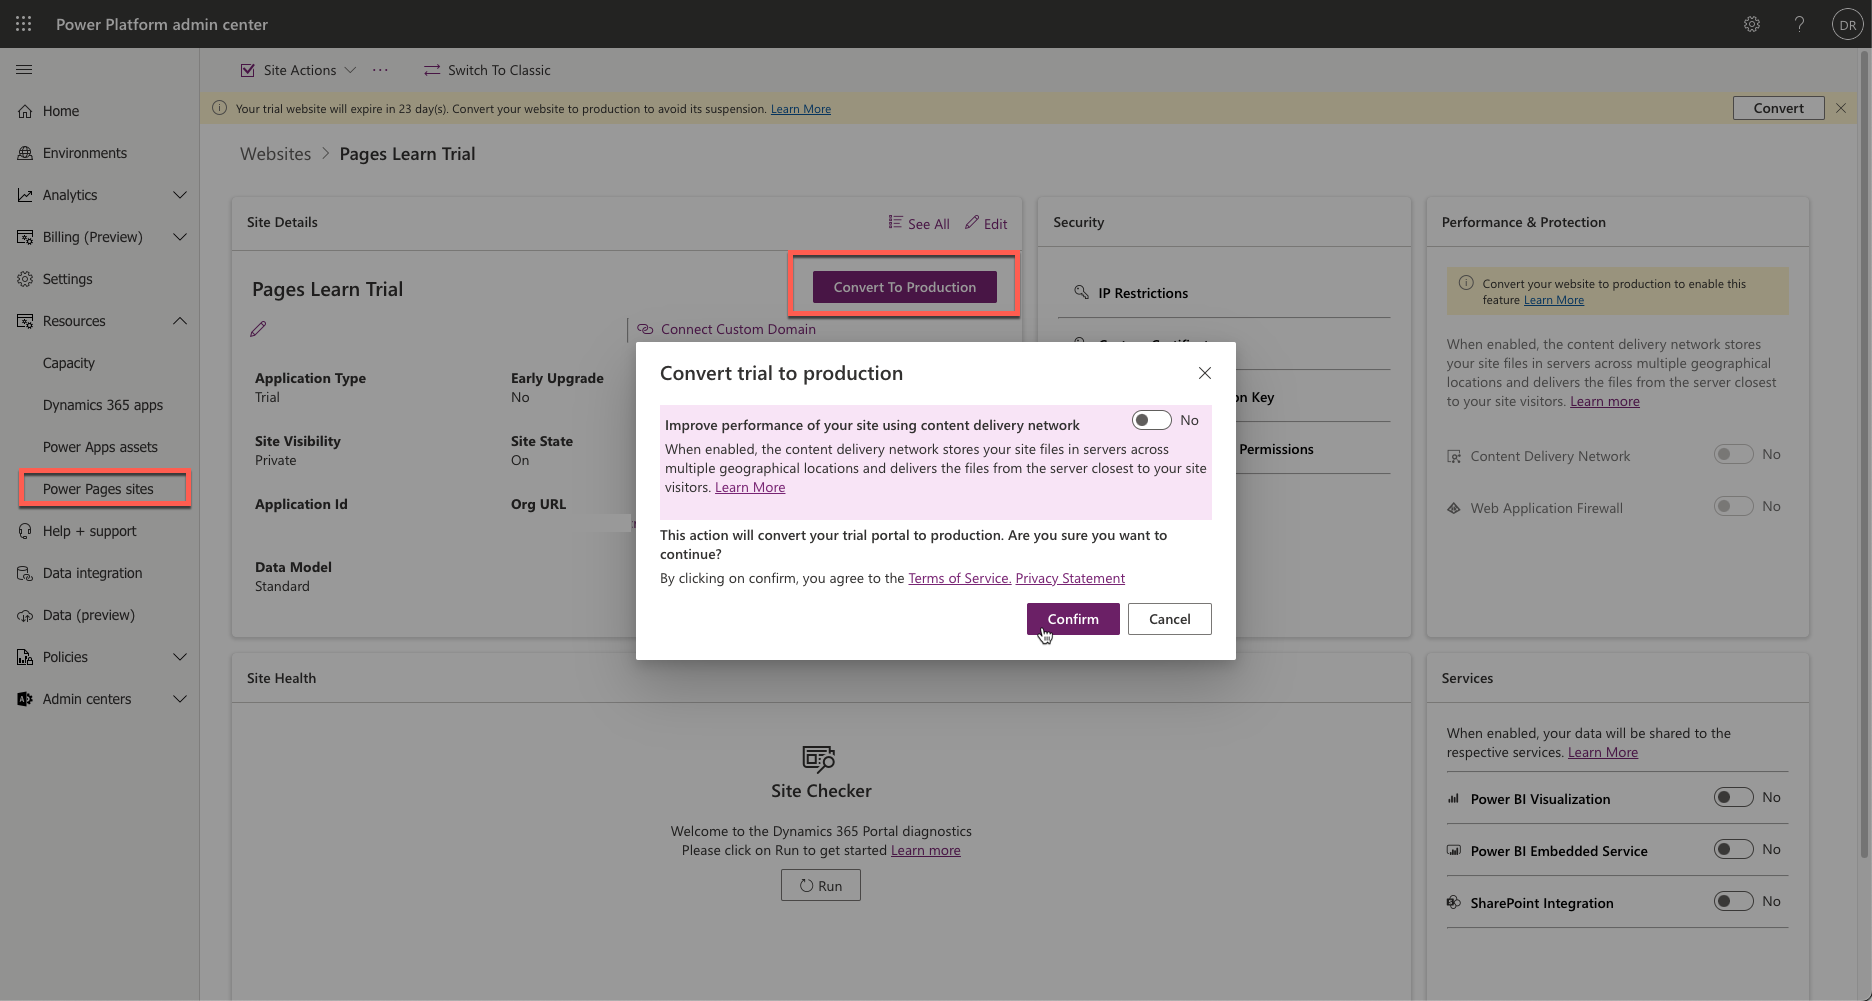 Power Platform admin center
DR
Site Actions
Switch To Classic
Your trial website will expire in 23 day(s). Convert your website to production to avoid its suspension. Learn More
Convert
Home
Environments
Analytics
Billing (Preview)
Settings
Resources
Capacity
Dynamics 365 apps
Power Apps assets
Power Pages sites
Help + support
Data integration
Data (preview)
Policies
Admin centers
Websites > Pages Learn Trial
Site Details
See All
Edit
Pages Learn Trial
Convert To Production
Connect Custom Domain
Application Type
Trial
Early Upgrade
No
Site Visibility
Private
Site State
On
Application Id
Org URL
Data Model
Standard
Security
IP Restrictions
on Key
Permissions
Performance & Protection
Convert your website to production to enable this
feature Learn More
When enabled, the content delivery network stores
your site files in servers across multiple geographical
locations and delivers the files from the server closest
to your site visitors. Learn more
Content Delivery Network
No
Web Application Firewall
No
Convert trial to production
Improve performance of your site using content delivery network
No
When enabled, the content delivery network stores your site files in servers across
multiple geographical locations and delivers the files from the server closest to your site
visitors. Learn More
This action will convert your trial portal to production. Are you sure you want to
continue?
By clicking on confirm, you agree to the Terms of Service. Privacy Statement
Confirm
Cancel
Site Health
Site Checker
Welcome to the Dynamics 365 Portal diagnostics
Please click on Run to get started Learn more
Run
Services
When enabled, your data will be shared to the
respective services. Learn More
Power BI Visualization
No
Power BI Embedded Service
No
SharePoint Integration
No